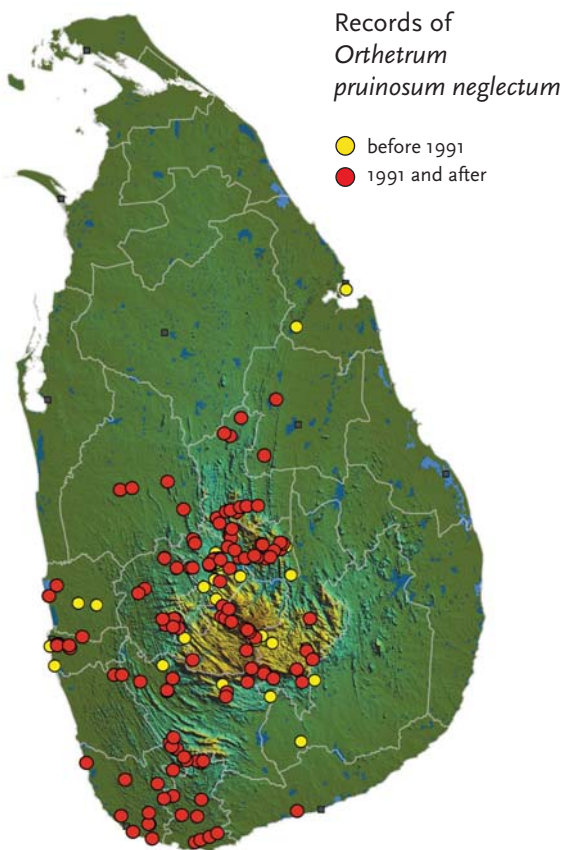 Records of
Orthetrum
pruinosum neglectum
before 1991
1991 and after